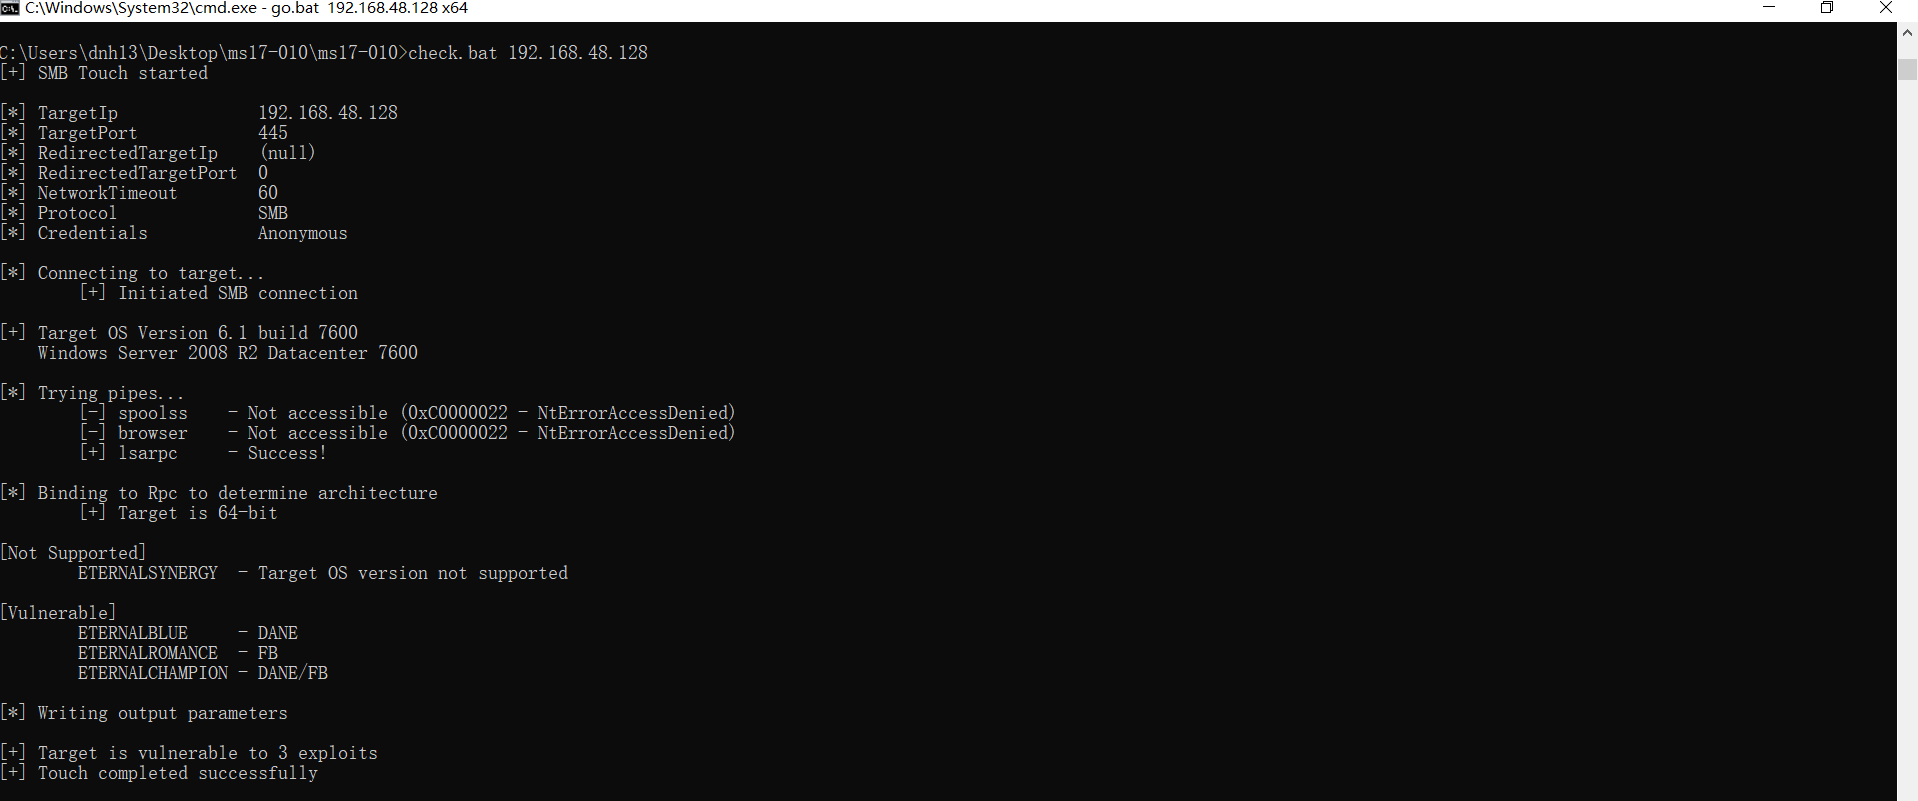 C:\Windows\System32\cmd.exe - go.bat  192.168.48.128 x64
C:\Users\dnh13\Desktop\ms17-010\ms17-010>check.bat 192.168.48.128
[+] SMB Touch started
[*] TargetIp              192.168.48.128
[*] TargetPort            445
[*] RedirectedTargetIp    (null)
[*] RedirectedTargetPort  0
[*] NetworkTimeout        60
[*] Protocol              SMB
[*] Credentials           Anonymous
[*] Connecting to target...
        [+] Initiated SMB connection
[+] Target OS Version 6.1 build 7600
    Windows Server 2008 R2 Datacenter 7600
[*] Trying pipes...
        [-] spoolss    - Not accessible (0xC0000022 - NtErrorAccessDenied)
        [-] browser    - Not accessible (0xC0000022 - NtErrorAccessDenied)
        [+] lsarpc     - Success!
[*] Binding to Rpc to determine architecture
        [+] Target is 64-bit
[Not Supported]
        ETERNALSYNERGY  - Target OS version not supported
[Vulnerable]
        ETERNALBLUE     - DANE
        ETERNALROMANCE  - FB
        ETERNALCHAMPION - DANE/FB
[*] Writing output parameters
[+] Target is vulnerable to 3 exploits
[+] Touch completed successfully